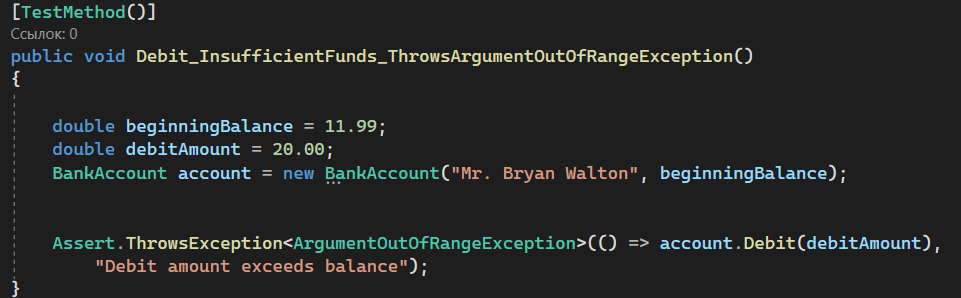 [TestMethod()]
Ссылок: 0
public void Debit_InsufficientFunds_ThrowsArgumentOutOfRangeException()
{
double beginningBalance = 11.99;
double debitAmount = 20.00;
BankAccount account = new BankAccount("Mr. Bryan Walton", beginningBalance);
Assert.ThrowsException<ArgumentOutOfRangeException>(() => account.Debit(debitAmount),
"Debit amount exceeds balance");
}